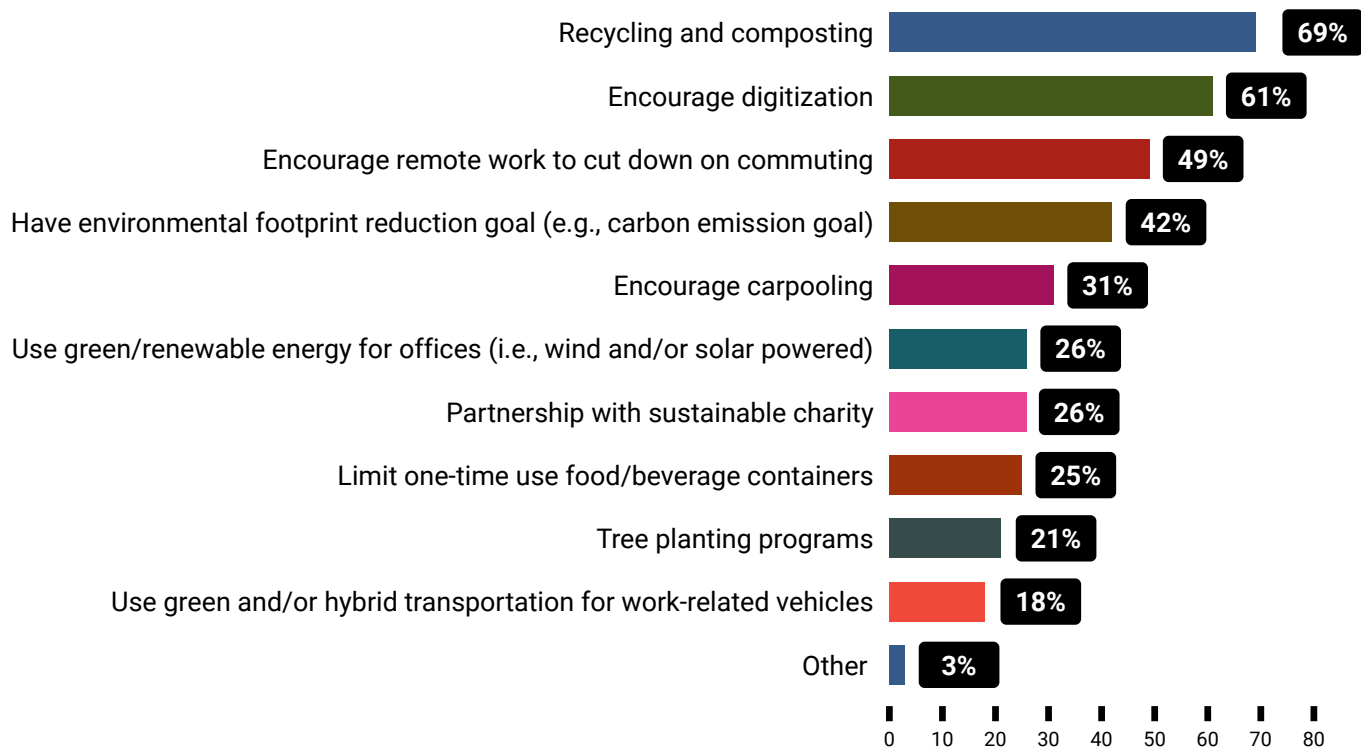 Recycling and composting 69%
Encourage digitization 61%
Encourage remote work to cut down on commuting 49%
Have environmental footprint reduction goal (e.g., carbon emission goal) 42%
Encourage carpooling 31%
Use green/renewable energy for offices (i.e., wind and/or solar powered) 26%
Partnership with sustainable charity 26%
Limit one-time use food/beverage containers 25%
Tree planting programs 21%
Use green and/or hybrid transportation for work-related vehicles 18%
Other 3%
0 10 20 30 40 50 60 70 80